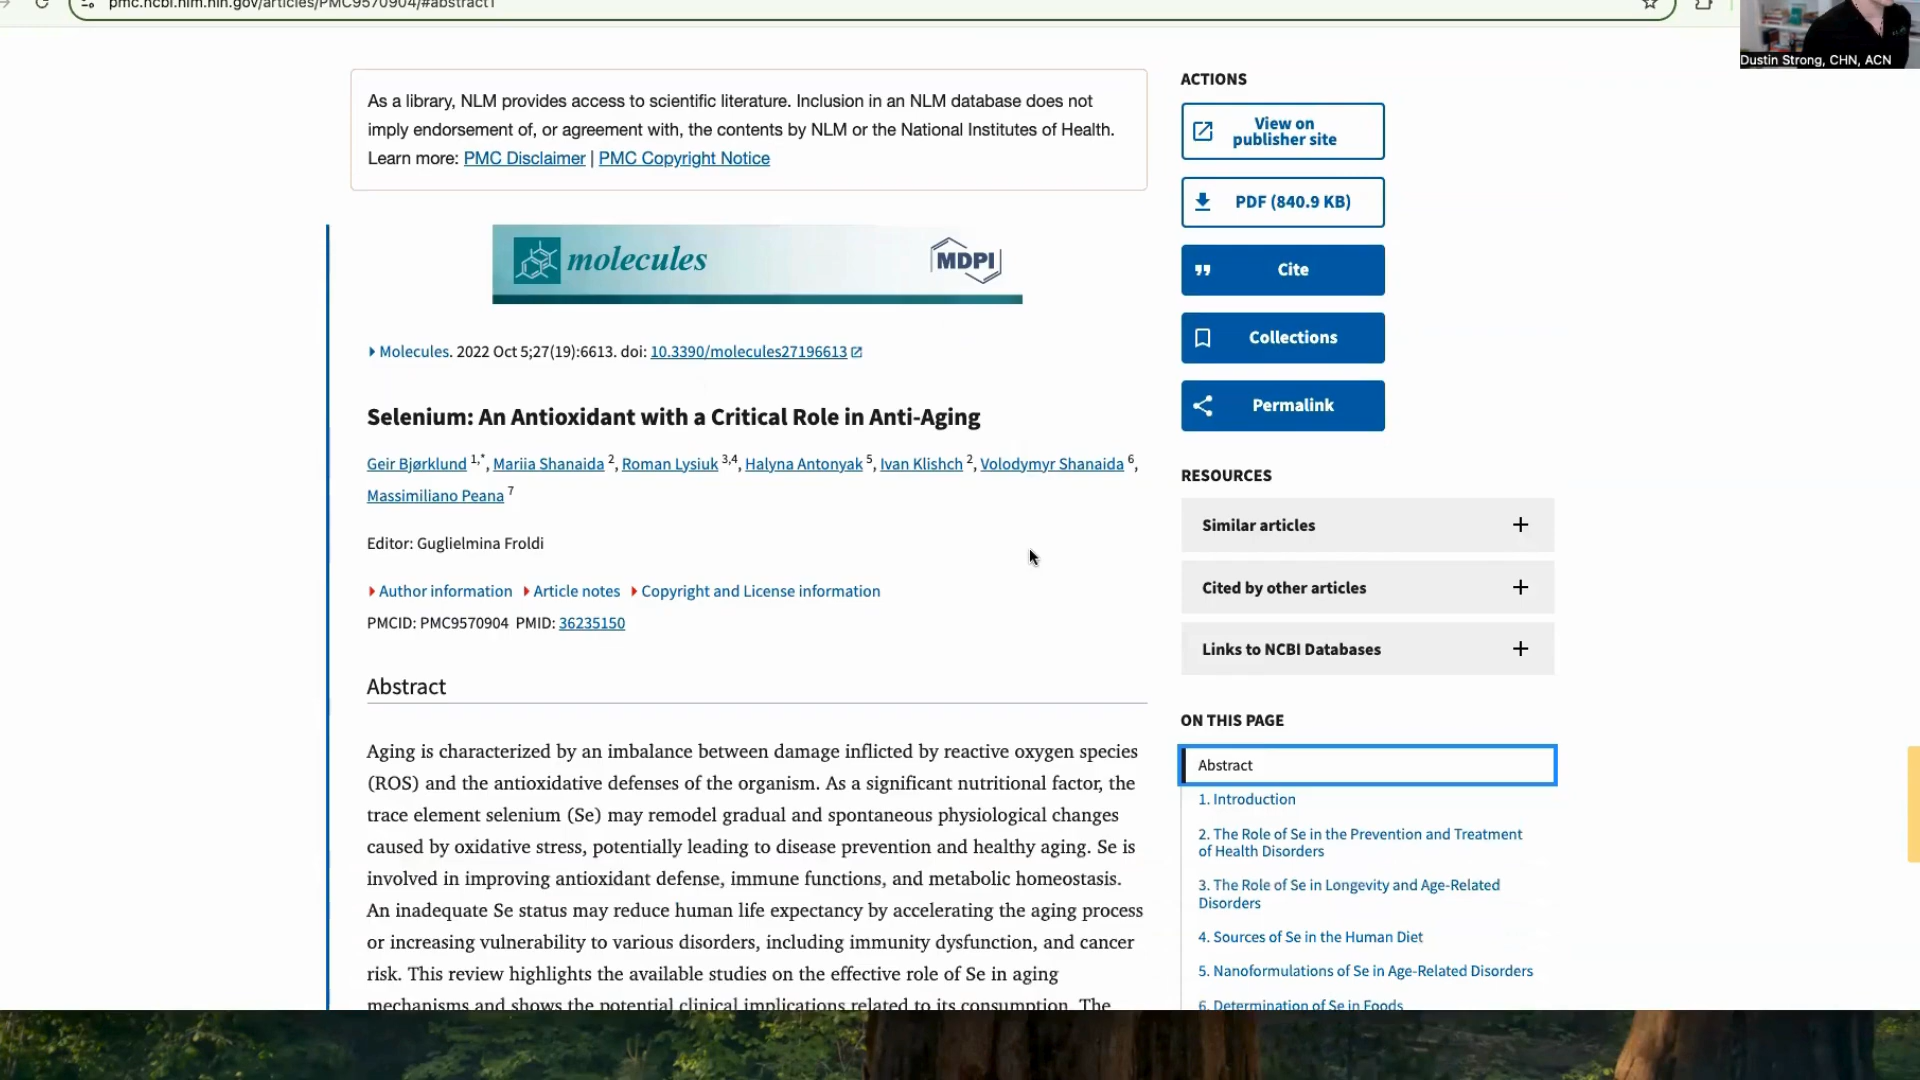 pmc.ncbi.nlm.nih.gov/articles/PMC9570904/#abstract1
Dustin Strong, CHN, ACN
As a library, NLM provides access to scientific literature. Inclusion in an NLM database does not
imply endorsement of, or agreement with, the contents by NLM or the National Institutes of Health.
Learn more: PMC Disclaimer | PMC Copyright Notice
molecules
MDPI
Molecules. 2022 Oct 5;27(19):6613. doi: 10.3390/molecules27196613
Selenium: An Antioxidant with a Critical Role in Anti-Aging
Geir Bjørklund 1,*, Mariia Shanaida 2, Roman Lysiuk 3,4, Halyna Antonyak 5, Ivan Klishch 2, Volodymyr Shanaida 6,
Massimiliano Peana 7
Editor: Guglielmina Froldi
Author information Article notes Copyright and License information
PMCID: PMC9570904 PMID: 36235150
Abstract
Aging is characterized by an imbalance between damage inflicted by reactive oxygen species
(ROS) and the antioxidative defenses of the organism. As a significant nutritional factor, the
trace element selenium (Se) may remodel gradual and spontaneous physiological changes
caused by oxidative stress, potentially leading to disease prevention and healthy aging. Se is
involved in improving antioxidant defense, immune functions, and metabolic homeostasis.
An inadequate Se status may reduce human life expectancy by accelerating the aging process
or increasing vulnerability to various disorders, including immunity dysfunction, and cancer
risk. This review highlights the available studies on the effective role of Se in aging
mechanisms and shows the potential clinical implications related to its consumption. The
ACTIONS
View on
publisher site
PDF (840.9 KB)
Cite
Collections
Permalink
RESOURCES
Similar articles
Cited by other articles
Links to NCBI Databases
ON THIS PAGE
Abstract
1. Introduction
2. The Role of Se in the Prevention and Treatment
of Health Disorders
3. The Role of Se in Longevity and Age-Related
Disorders
4. Sources of Se in the Human Diet
5. Nanoformulations of Se in Age-Related Disorders
6. Determination of Se in Foods